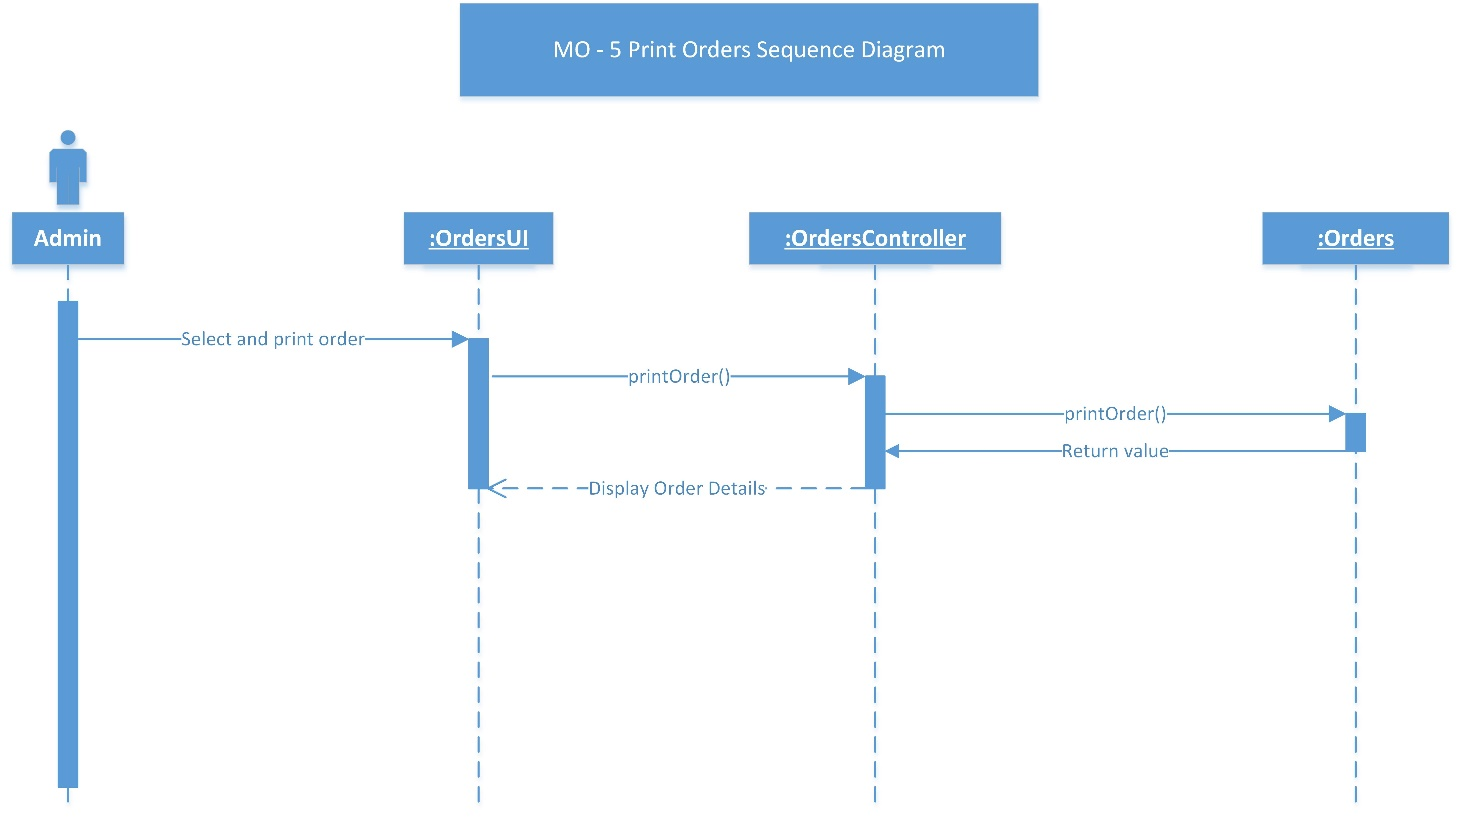 MO - 5 Print Orders Sequence Diagram
Admin
:OrdersUI
:OrdersController
:Orders
Select and print order
printOrder()
printOrder()
Return value
Display Order Details